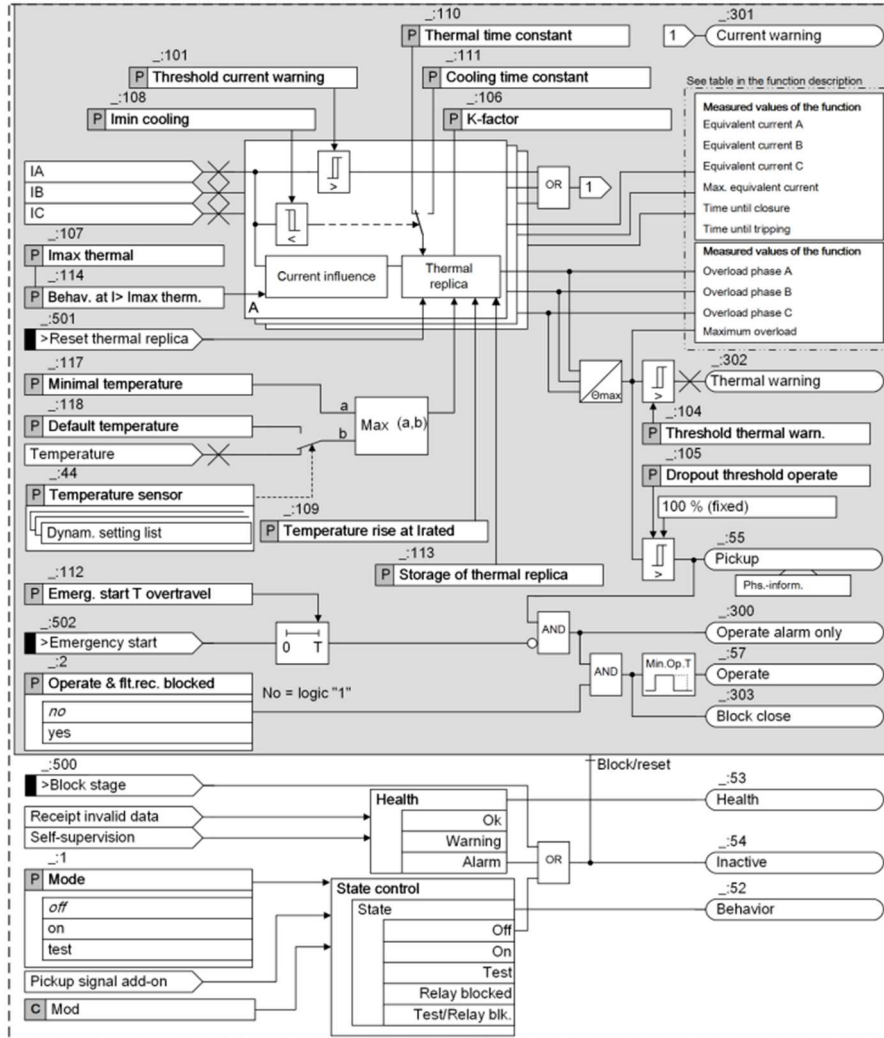 _:110
_:301
P Thermal time constant
1 Current warning
_:101
_:111
P Threshold current warning
P Cooling time constant
See table in the function description
_:108
_:106
P Imin cooling
P K-factor
Measured values of the function
Equivalent current A
Equivalent current B
Equivalent current C
Max. equivalent current
Time until closure
Time until tripping
IA
IB
IC
>
<
OR
1
_:107
P Imax thermal
_:114
P Behav. at I> Imax therm.
Current influence
Thermal
replica
A
Measured values of the function
Overload phase A
Overload phase B
Overload phase C
Maximum overload
_:501
>Reset thermal replica
_:117
P Minimal temperature
_:118
P Default temperature
Temperature
a
b
Max (a,b)
Θmax
>
_:302
Thermal warning
_:104
P Threshold thermal warn.
_:105
P Dropout threshold operate
100 % (fixed)
_:44
P Temperature sensor
Dynam. setting list
_:109
P Temperature rise at Irated
_:113
P Storage of thermal replica
>
_:55
Pickup
Phs.-inform.
_:112
P Emerg. start T overtravel
_:502
>Emergency start
0 T
AND
_:300
Operate alarm only
_:2
P Operate & flt.rec. blocked
no
yes
No = logic "1"
AND
Min.Op.T
_:57
Operate
_:303
Block close
_:500
>Block stage
Block/reset
Receipt invalid data
Self-supervision
Health
Ok
Warning
Alarm
OR
_:53
Health
_:54
Inactive
_:1
P Mode
off
on
test
State control
State
Off
On
Test
Relay blocked
Test/Relay blk.
_:52
Behavior
Pickup signal add-on
C Mod